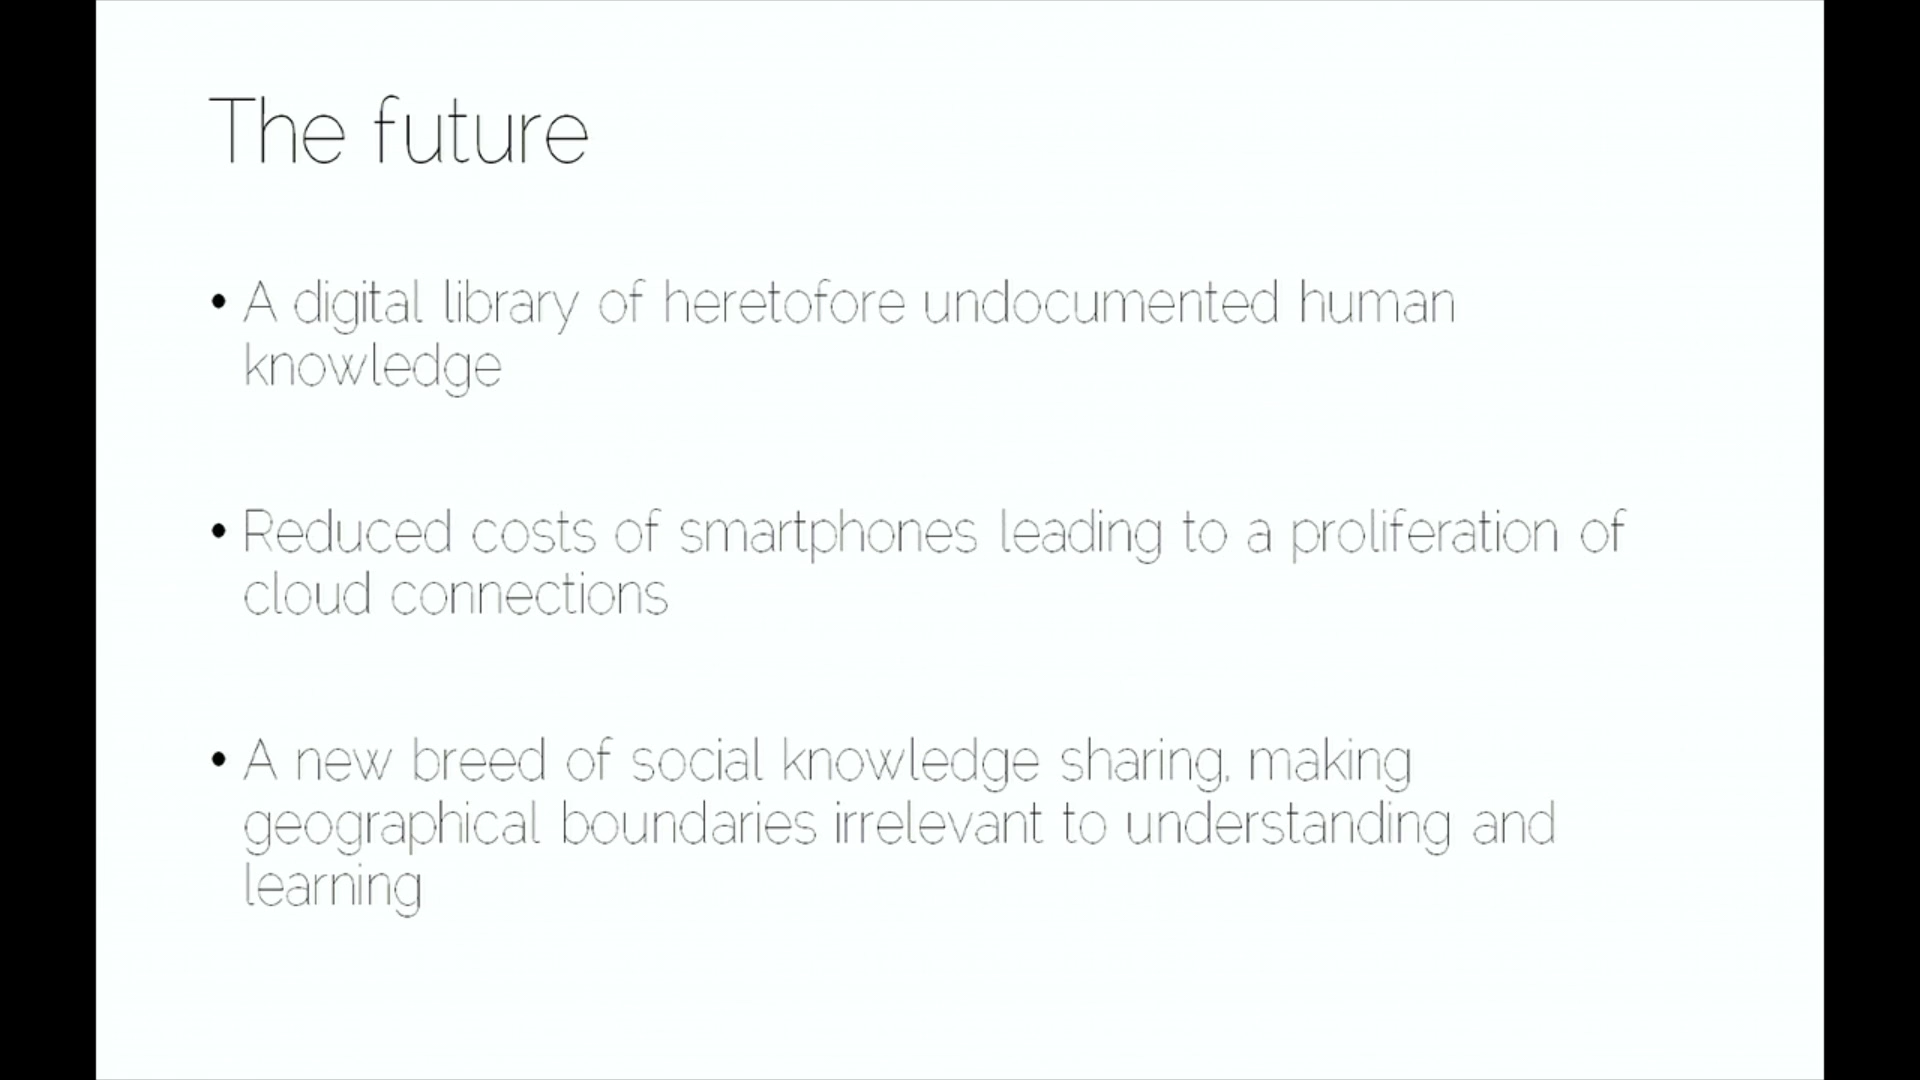 The future
• A digital library of heretofore undocumented human
knowledge
• Reduced costs of smartphones leading to a proliferation of
cloud connections
• A new breed of social knowledge sharing, making
geographical boundaries irrelevant to understanding and
learning